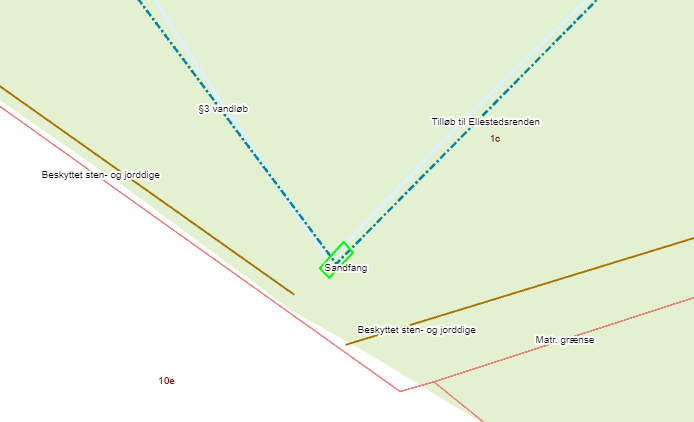 §3 vandløb
Tilløb til Ellestedsrenden
1c
Beskyttet sten- og jorddige
Sandfang
Beskyttet sten- og jorddige
Matr. grænse
10e